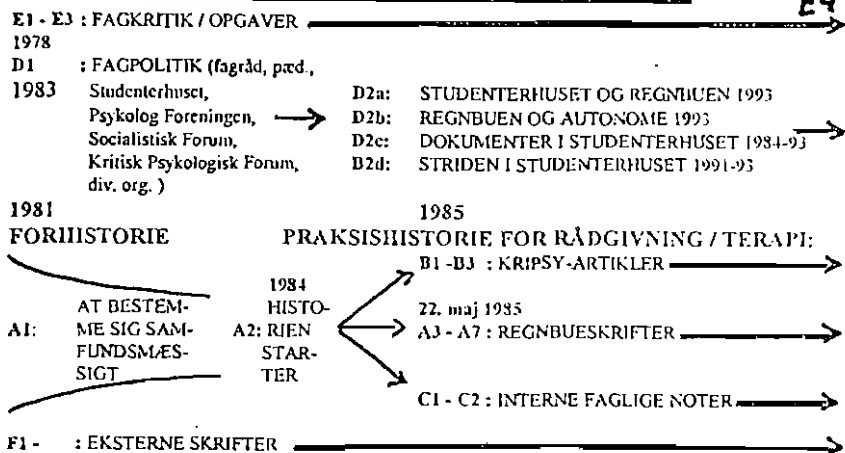 E4
E1 - E3 : FAGKRITIK / OPGAVER
1978
D1 : FAGPOLITIK (fagråd, pæd.,
1983 Studenterhuset, D2a: STUDENTERHUSET OG REGNBUEN 1993
Psykolog Foreningen, D2b: REGNBUEN OG AUTONOME 1993
Socialistisk Forum, D2c: DOKUMENTER I STUDENTERHUSET 1984-93
Kritisk Psykologisk Forum, D2d: STRIDEN I STUDENTERHUSET 1991-93
div. org. )
1981 1985
FORHISTORIE PRAKSISHISTORIE FOR RÅDGIVNING / TERAPI:
B1 -B3 : KRIPSY-ARTIKLER
1984
AT BESTEM- HISTO- 22. maj 1985
A1: ME SIG SAM- A2: RIEN A3 - A7 : REGNBUESKRIFTER
FUNDSMÆS- STAR-
SIGT TER
C1 - C2 : INTERNE FAGLIGE NOTER
F1 - : EKSTERNE SKRIFTER